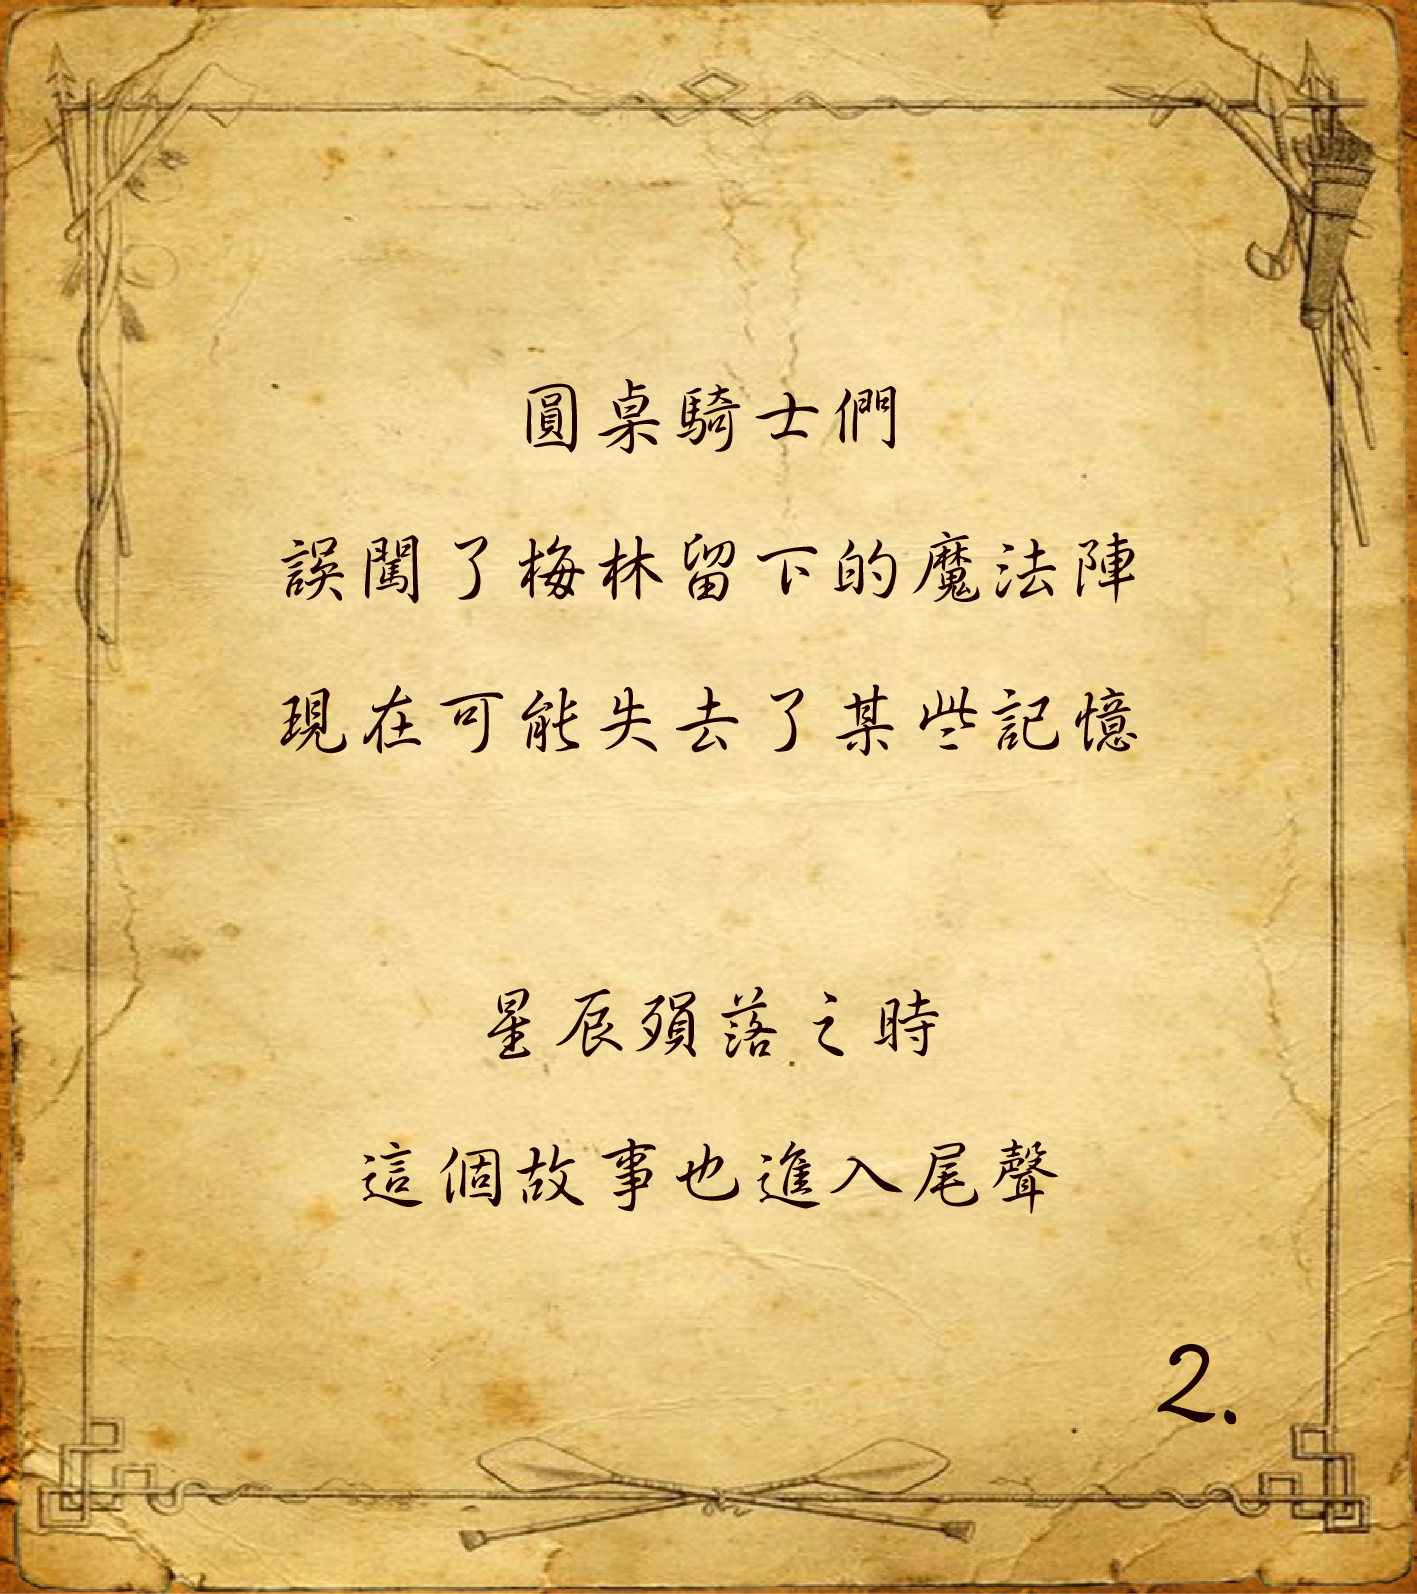 圓桌騎士們
誤闖了梅林留下的魔法陣
現在可能失去了某些記憶
星辰殞落之時
這個故事也進入尾聲
2.